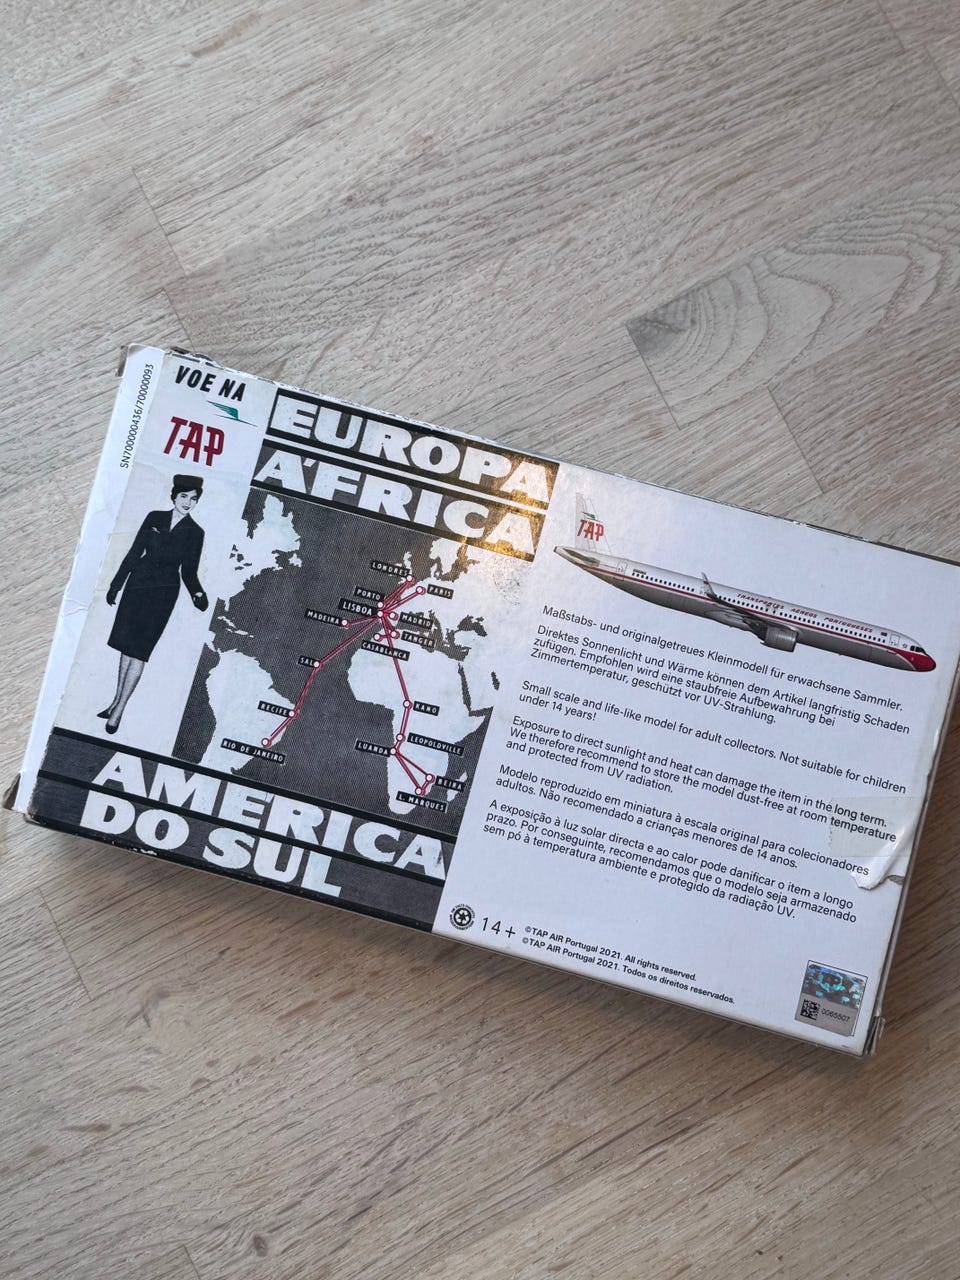 SN700000436/70000093
VOE NA
TAP
EUROPA
ÁFRICA
LONDRES
PARIS
PORTO
LISBOA
MADRID
MADEIRA
TANGER
CASABLANCA
SAL
RECIFE
KANO
RIO DE JANEIRO
LUANDA
LEOPOLDVILLE
BEIRA
L. MARQUES
AMERICA
DO SUL
TAP
TRANSPORTES AEREOS PORTUGUESES
Maßstabs- und originalgetreues Kleinmodell für erwachsene Sammler.
Direktes Sonnenlicht und Wärme können dem Artikel langfristig Schaden
zufügen. Empfohlen wird eine staubfreie Aufbewahrung bei
Zimmertemperatur, geschützt vor UV-Strahlung.
Small scale and life-like model for adult collectors. Not suitable for children
under 14 years!
Exposure to direct sunlight and heat can damage the item in the long term.
We therefore recommend to store the model dust-free at room temperature
and protected from UV radiation.
Modelo reproduzido em miniatura à escala original para colecionadores
adultos. Não recomendado a crianças menores de 14 anos.
A exposição à luz solar directa e ao calor pode danificar o item a longo
prazo. Por conseguinte, recomendamos que o modelo seja armazenado
sem pó à temperatura ambiente e protegido da radiação UV.
14+
©TAP AIR Portugal 2021. All rights reserved.
©TAP AIR Portugal 2021. Todos os direitos reservados.
0065507